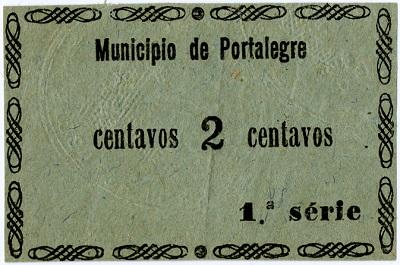 Municipio de Portalegre
centavos 2 centavos
1.ª série